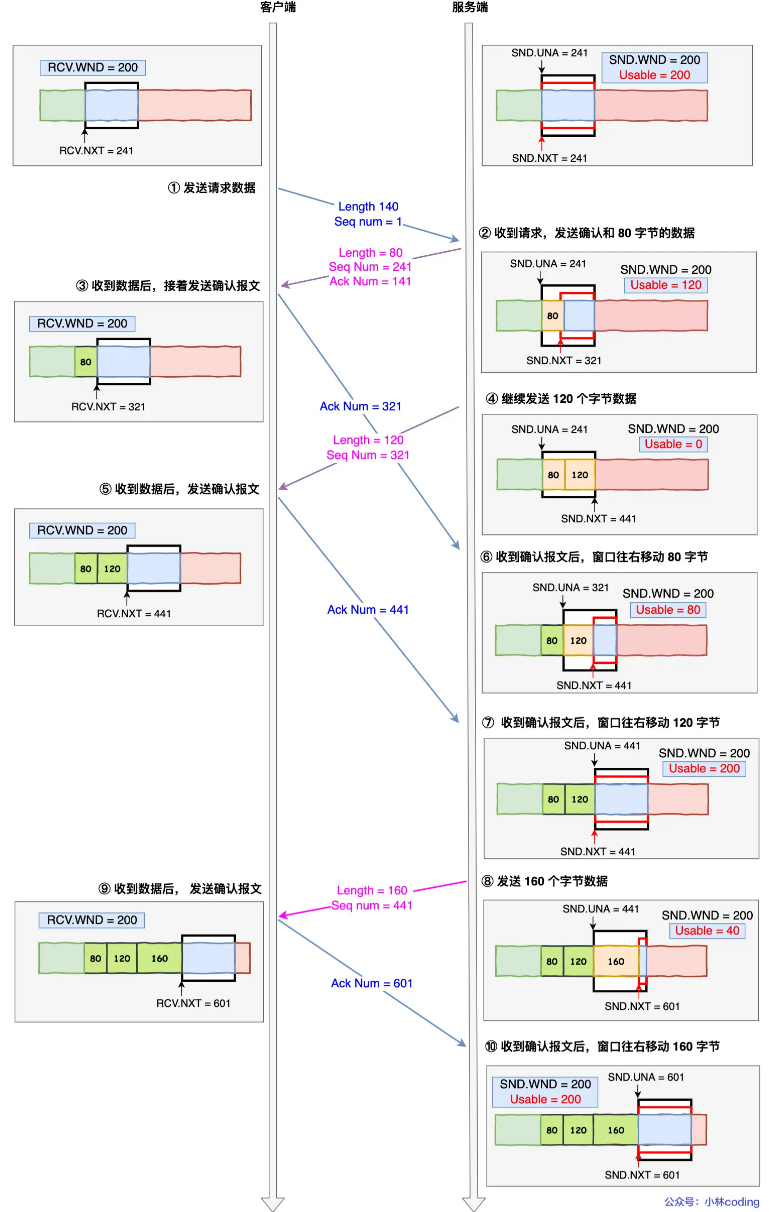 客户端
服务端
RCV.WND = 200
RCV.NXT = 241
SND.UNA = 241
SND.WND = 200
Usable = 200
SND.NXT = 241
① 发送请求数据
Length 140
Seq num = 1
② 收到请求，发送确认和 80 字节的数据
Length = 80
Seq Num = 241
Ack Num = 141
SND.UNA = 241
SND.WND = 200
Usable = 120
80
SND.NXT = 321
③ 收到数据后，接着发送确认报文
RCV.WND = 200
80
RCV.NXT = 321
Ack Num = 321
④ 继续发送 120 个字节数据
SND.UNA = 241
SND.WND = 200
Usable = 0
80
120
SND.NXT = 441
Length = 120
Seq Num = 321
⑤ 收到数据后，发送确认报文
RCV.WND = 200
80
120
RCV.NXT = 441
⑥ 收到确认报文后，窗口往右移动 80 字节
SND.UNA = 321
SND.WND = 200
Usable = 80
80
120
SND.NXT = 441
Ack Num = 441
⑦ 收到确认报文后，窗口往右移动 120 字节
SND.UNA = 441
SND.WND = 200
Usable = 200
80
120
SND.NXT = 441
⑧ 发送 160 个字节数据
Length = 160
Seq num = 441
SND.UNA = 441
SND.WND = 200
Usable = 40
80
120
160
SND.NXT = 601
⑨ 收到数据后， 发送确认报文
RCV.WND = 200
80
120
160
RCV.NXT = 601
Ack Num = 601
⑩ 收到确认报文后，窗口往右移动 160 字节
SND.WND = 200
Usable = 200
SND.UNA = 601
80
120
160
SND.NXT = 601
公众号：小林coding